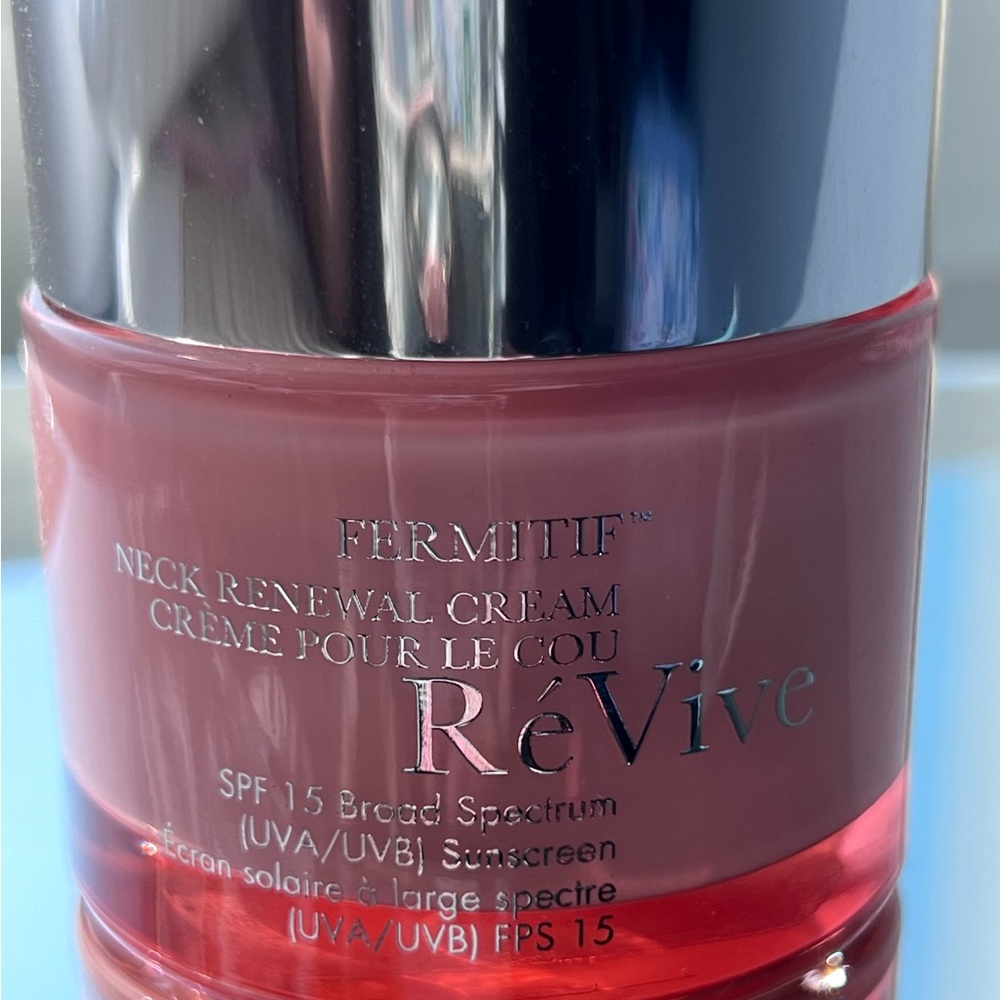 FERMITIF™
NECK RENEWAL CREAM
CRÈME POUR LE COU
RéVive
SPF 15 Broad Spectrum
(UVA/UVB) Sunscreen
Écran solaire à large spectre
(UVA/UVB) FPS 15